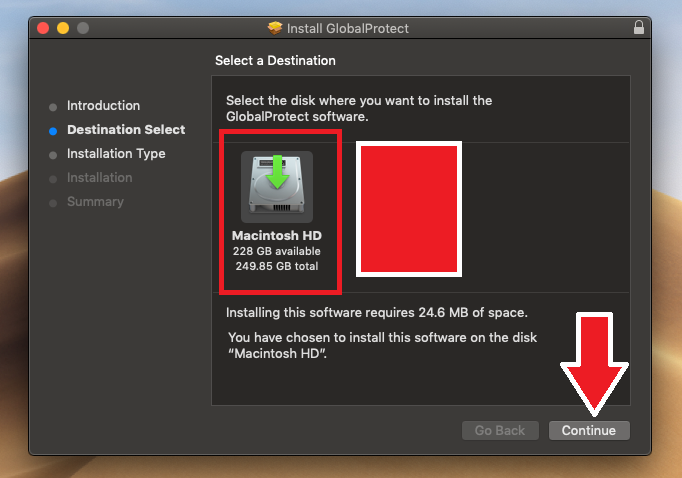 Install GlobalProtect
Select a Destination
Introduction
Destination Select
Installation Type
Installation
Summary
Select the disk where you want to install the
GlobalProtect software.
Macintosh HD
228 GB available
249.85 GB total
Installing this software requires 24.6 MB of space.
You have chosen to install this software on the disk
“Macintosh HD”.
Go Back
Continue